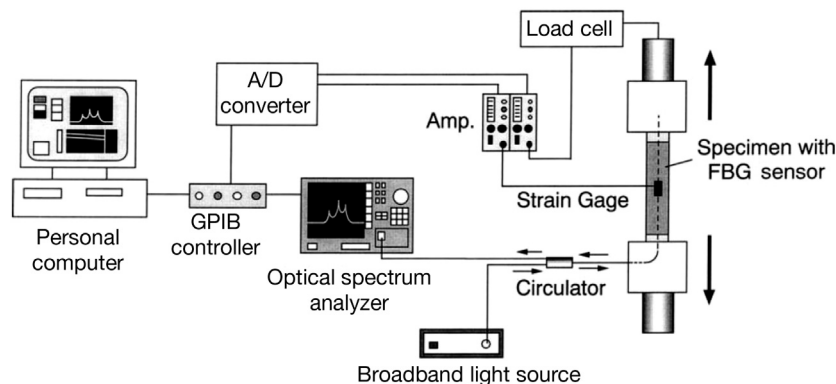 Load cell
A/D
converter
Amp.
Specimen with
FBG sensor
Strain Gage
GPIB
controller
Personal
computer
Optical spectrum
analyzer
Circulator
Broadband light source